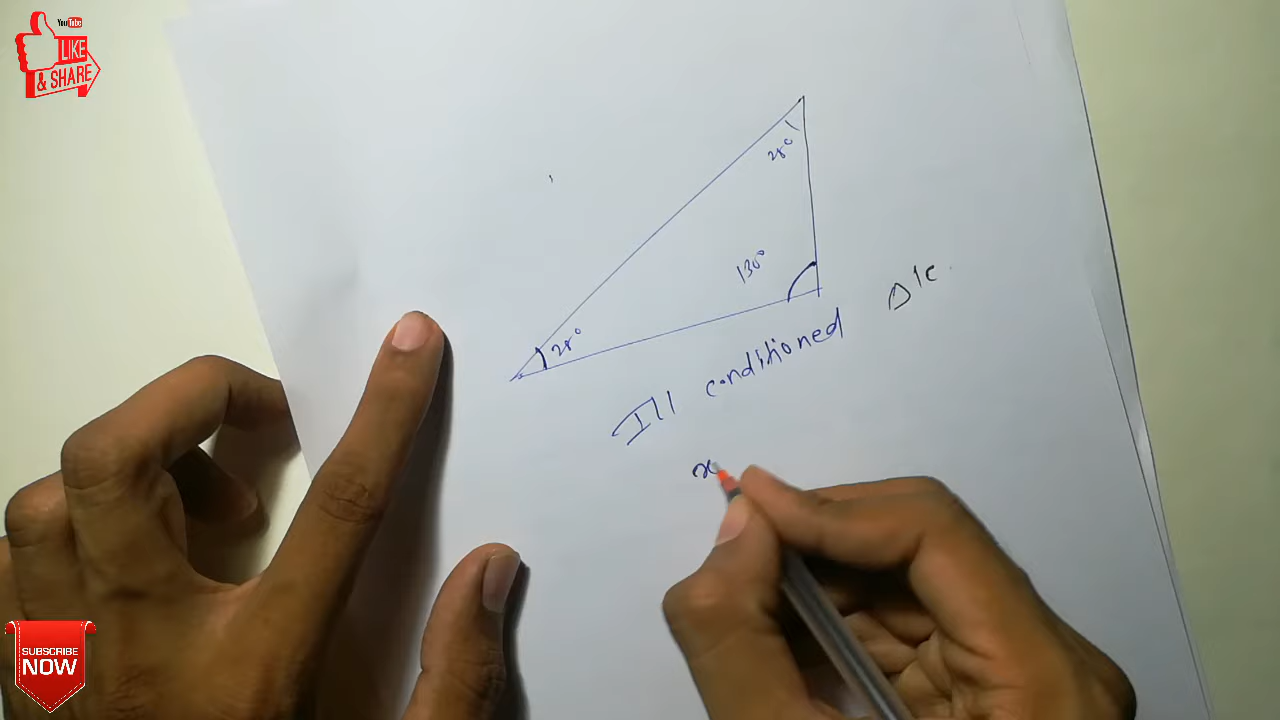 YouTube
LIKE
& SHARE
25°
130°
25°
Ill conditioned Δle.
SUBSCRIBE
NOW